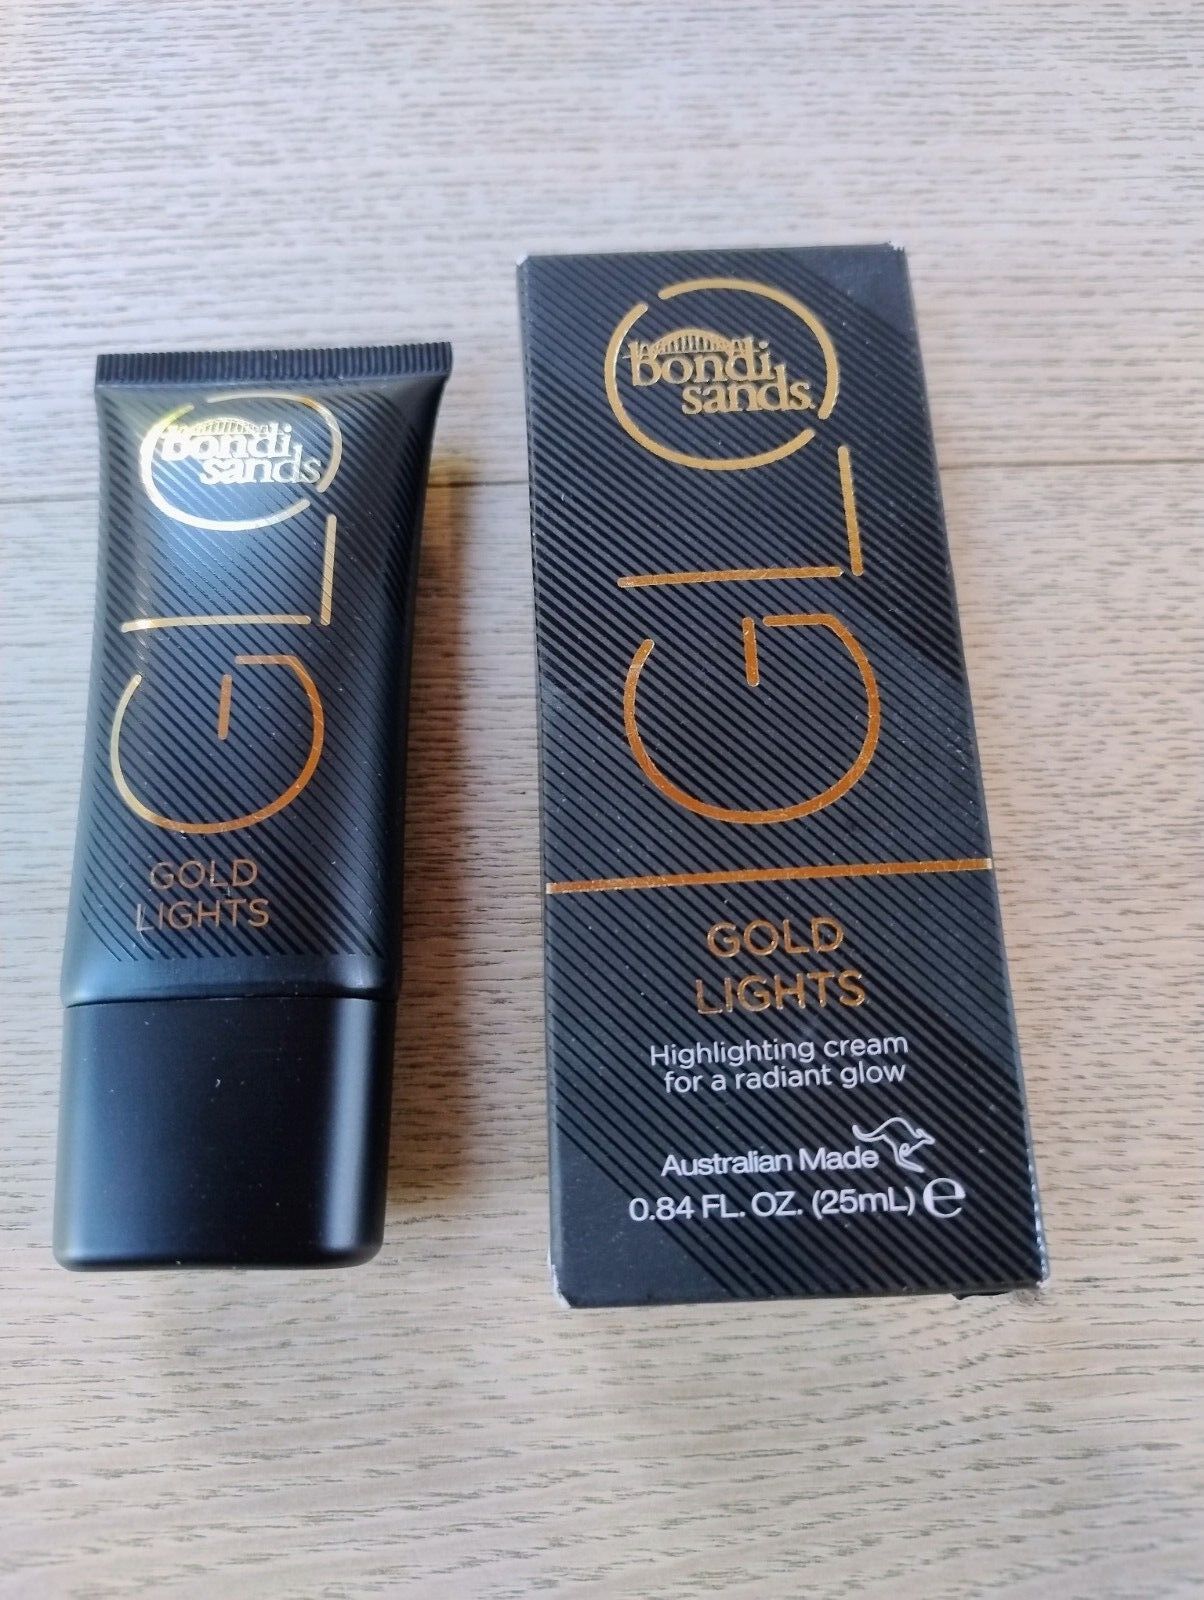 bondi
sands
GLO
GOLD
LIGHTS
bondi
sands.
GLO
GOLD
LIGHTS
Highlighting cream
for a radiant glow
Australian Made
0.84 FL. OZ. (25mL) e